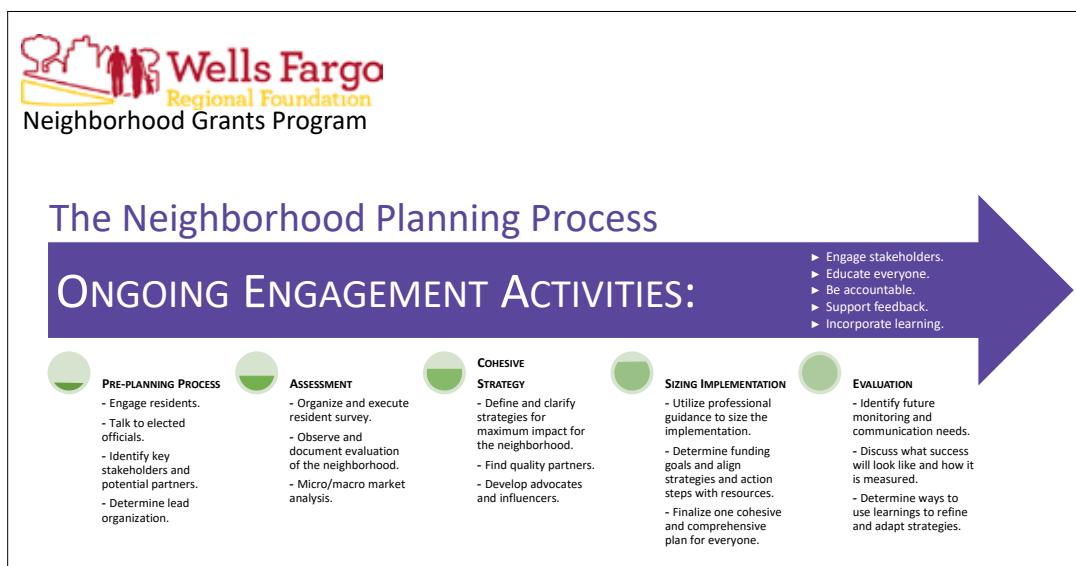 Wells Fargo
Regional Foundation
Neighborhood Grants Program
The Neighborhood Planning Process
ONGOING ENGAGEMENT ACTIVITIES:
► Engage stakeholders.
► Educate everyone.
► Be accountable.
► Support feedback.
► Incorporate learning.
PRE-PLANNING PROCESS
- Engage residents.
- Talk to elected
officials.
- Identify key
stakeholders and
potential partners.
- Determine lead
organization.
ASSESSMENT
- Organize and execute
resident survey.
- Observe and
document evaluation
of the neighborhood.
- Micro/macro market
analysis.
COHESIVE
STRATEGY
- Define and clarify
strategies for
maximum impact for
the neighborhood.
- Find quality partners.
- Develop advocates
and influencers.
SIZING IMPLEMENTATION
- Utilize professional
guidance to size the
implementation.
- Determine funding
goals and align
strategies and action
steps with resources.
- Finalize one cohesive
and comprehensive
plan for everyone.
EVALUATION
- Identify future
monitoring and
communication needs.
- Discuss what success
will look like and how it
is measured.
- Determine ways to
use learnings to refine
and adapt strategies.